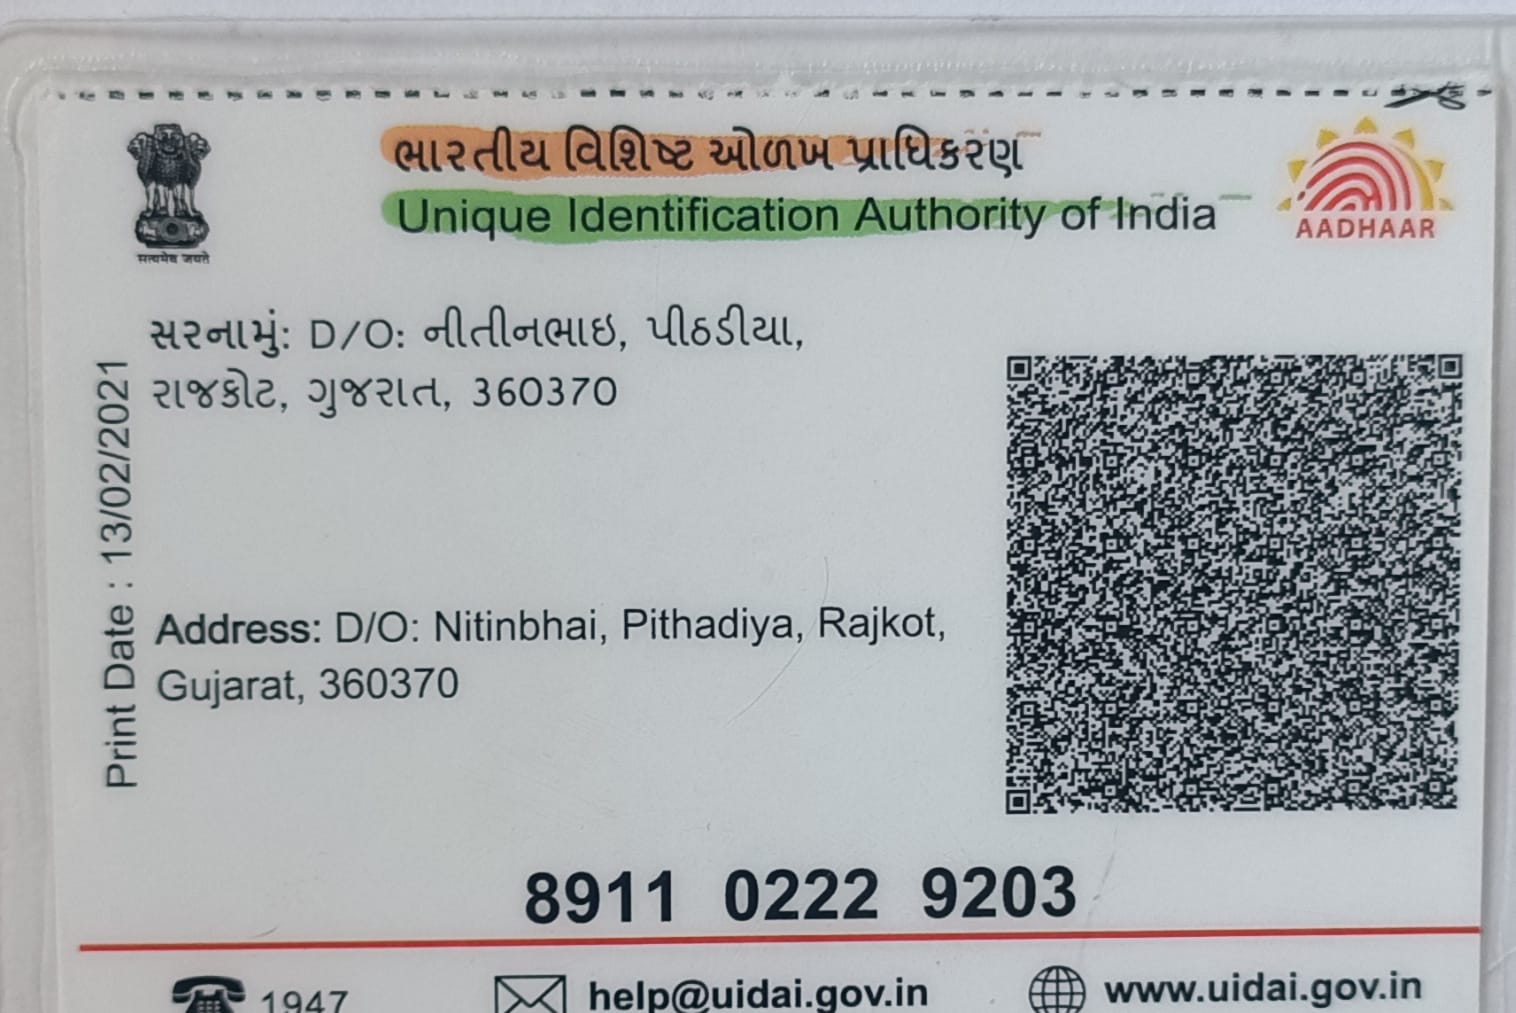 ભારતીય વિશિષ્ટ ઓળખ પ્રાધિકરણ
Unique Identification Authority of India
AADHAAR
सत्यमेव जयते
સરનામું: D/O: નીતીનભાઇ, પીઠડીયા,
રાજકોટ, ગુજરાત, 360370
Print Date : 13/02/2021
Address: D/O: Nitinbhai, Pithadiya, Rajkot,
Gujarat, 360370
8911 0222 9203
1947
help@uidai.gov.in
www.uidai.gov.in